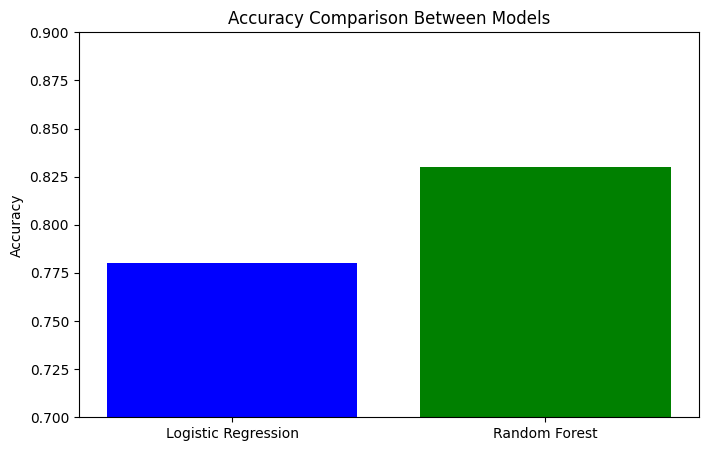 Accuracy Comparison Between Models
0.900
0.875
0.850
0.825
0.800
0.775
0.750
0.725
0.700
Accuracy
Logistic Regression
Random Forest